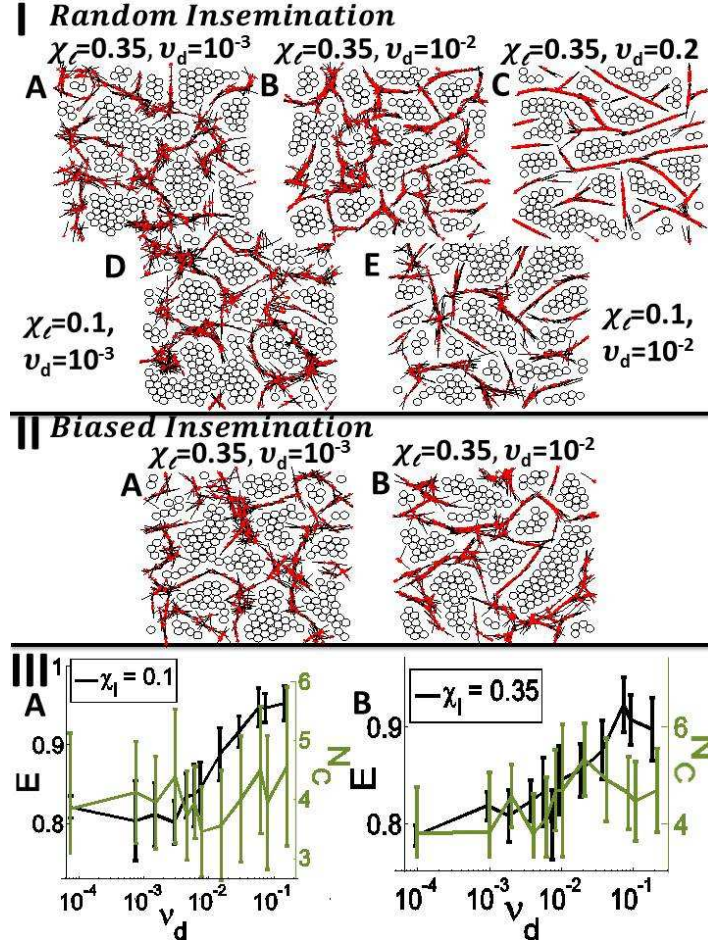 I Random Insemination
χℓ=0.35, υd=10⁻³ χℓ=0.35, υd=10⁻² χℓ=0.35, υd=0.2
A B C
D E
χℓ=0.1,
υd=10⁻³
χℓ=0.1,
υd=10⁻²
II Biased Insemination
χℓ=0.35, υd=10⁻³ χℓ=0.35, υd=10⁻²
A B
III
A
χI = 0.1
E
1
0.9
0.8
6
5
4
3
NC
10⁻⁴ 10⁻³ 10⁻² 10⁻¹
νd
B
χI = 0.35
E
0.9
0.8
6
4
NC
10⁻⁴ 10⁻³ 10⁻² 10⁻¹
νd